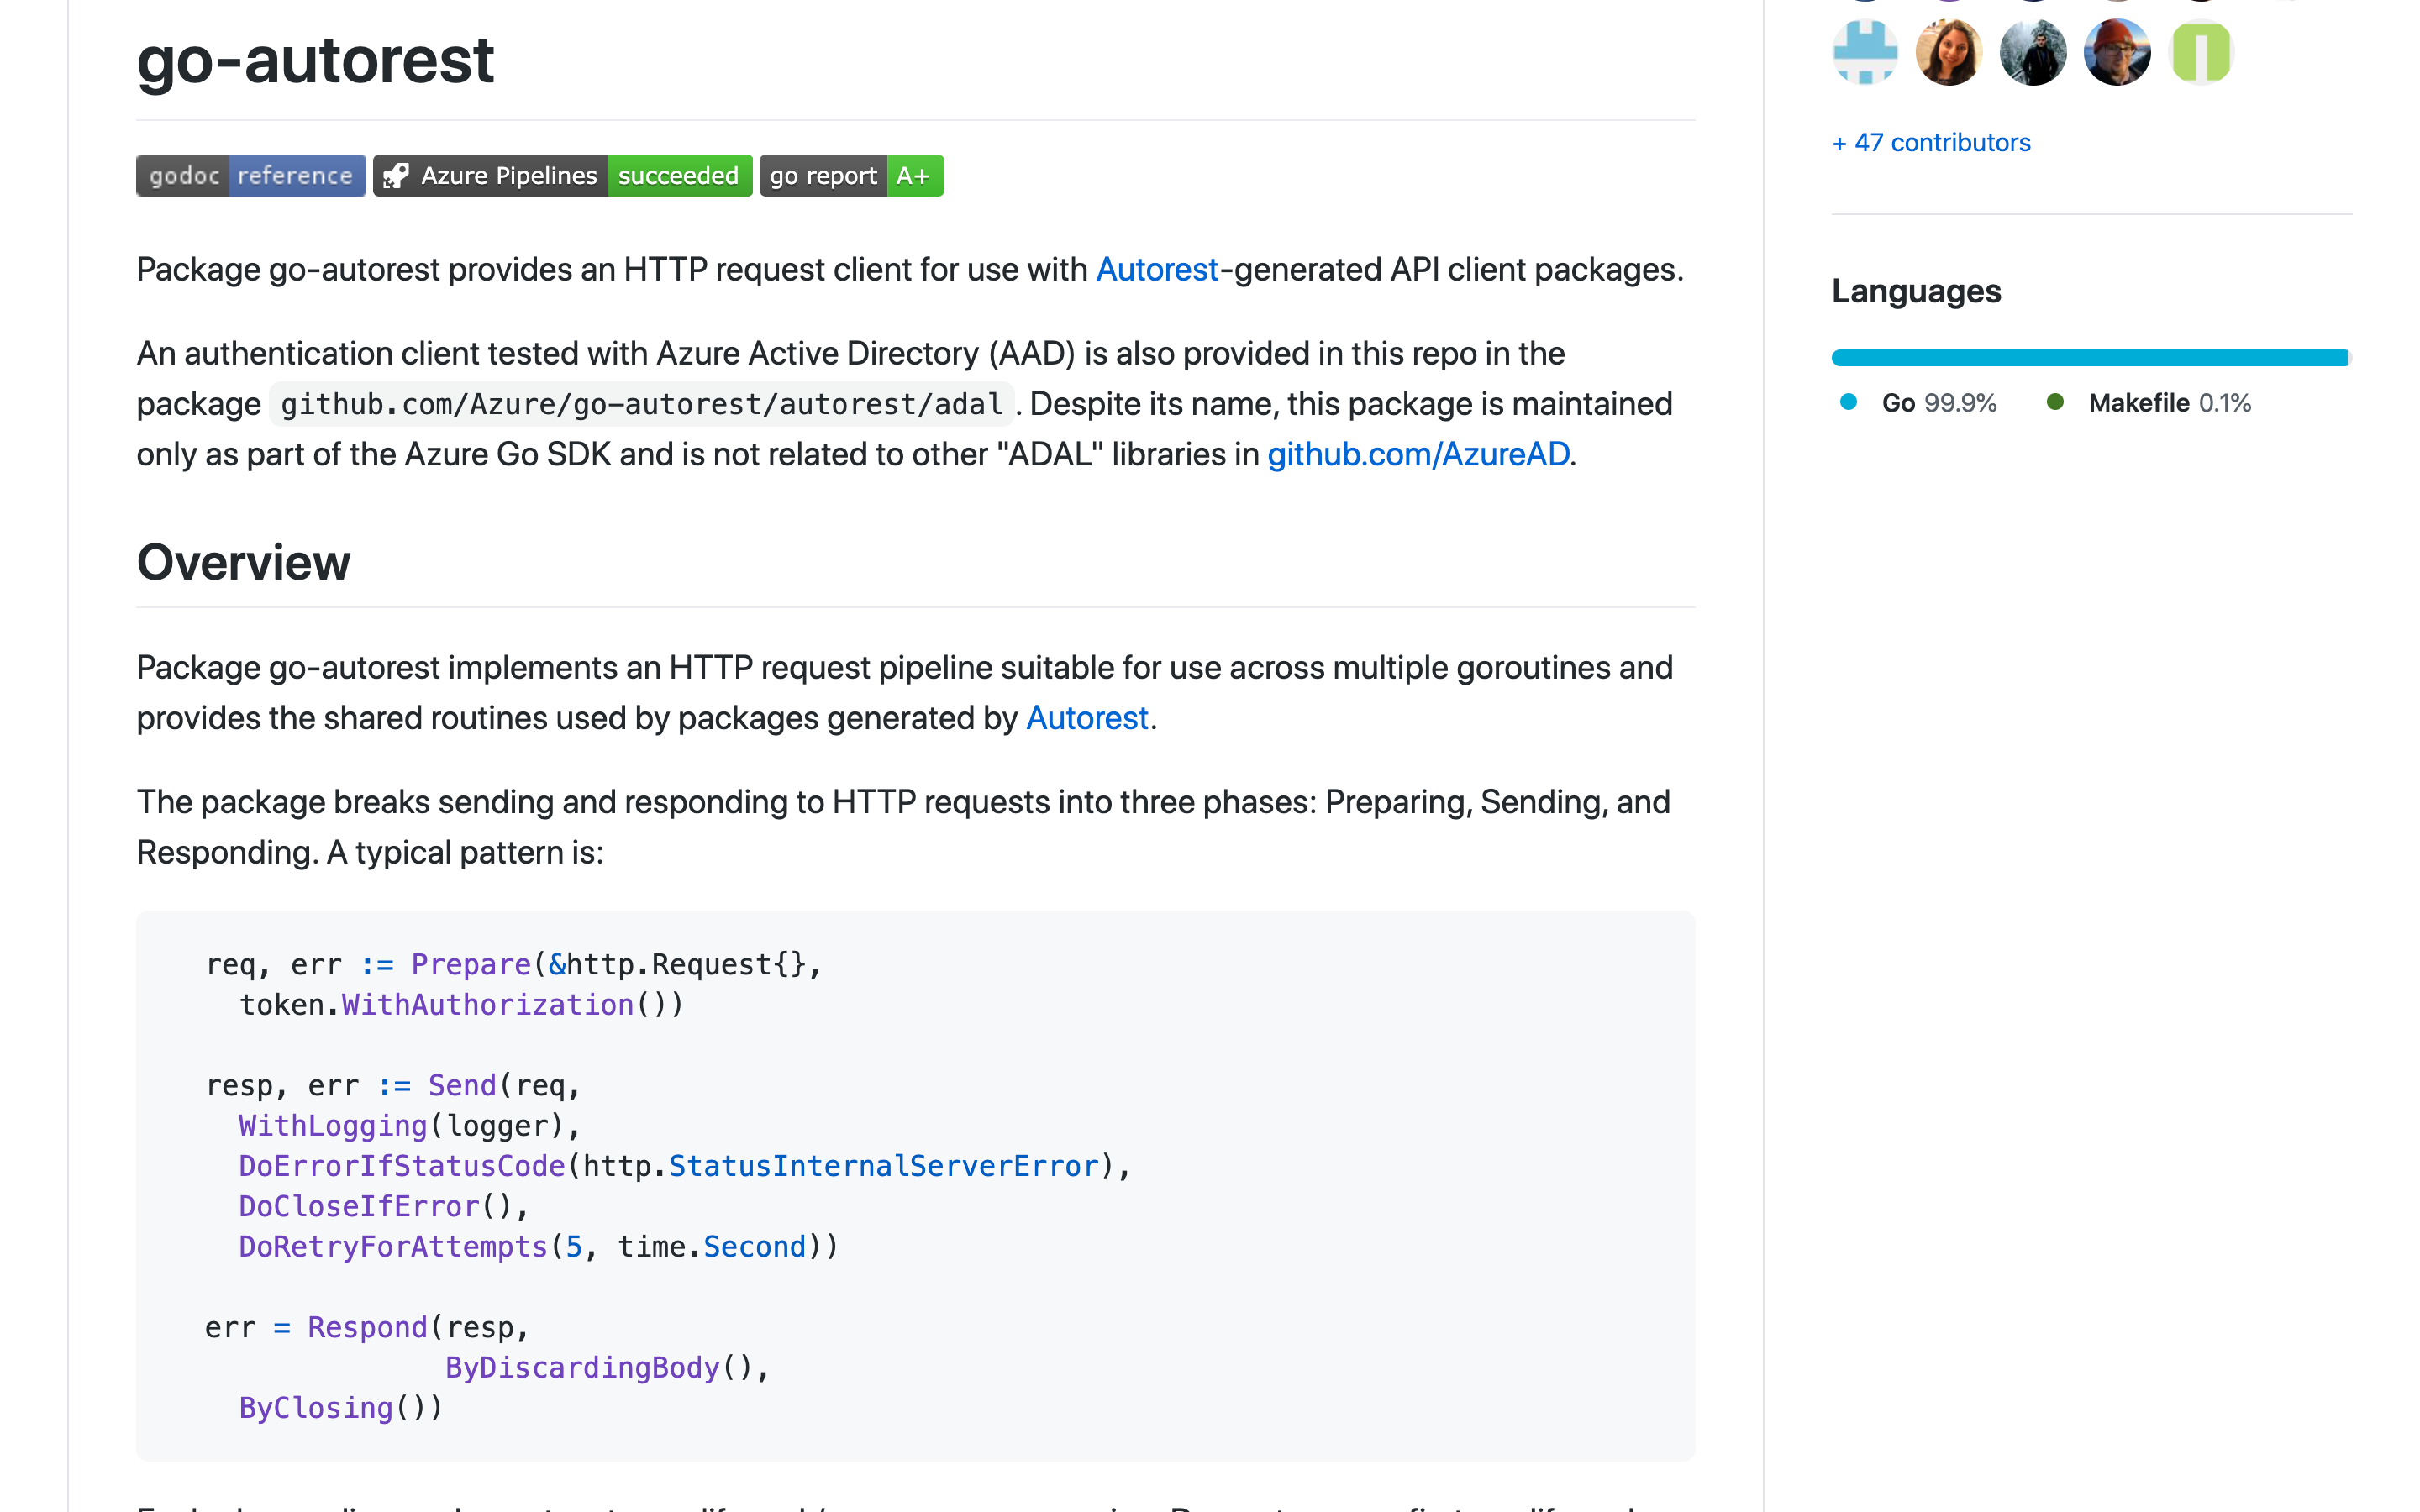 go-autorest
godoc reference Azure Pipelines succeeded go report A+
Package go-autorest provides an HTTP request client for use with Autorest-generated API client packages.
An authentication client tested with Azure Active Directory (AAD) is also provided in this repo in the
package github.com/Azure/go-autorest/autorest/adal. Despite its name, this package is maintained
only as part of the Azure Go SDK and is not related to other "ADAL" libraries in github.com/AzureAD.
Overview
Package go-autorest implements an HTTP request pipeline suitable for use across multiple goroutines and
provides the shared routines used by packages generated by Autorest.
The package breaks sending and responding to HTTP requests into three phases: Preparing, Sending, and
Responding. A typical pattern is:
req, err := Prepare(&http.Request{},
  token.WithAuthorization())
resp, err := Send(req,
  WithLogging(logger),
  DoErrorIfStatusCode(http.StatusInternalServerError),
  DoCloseIfError(),
  DoRetryForAttempts(5, time.Second))
err = Respond(resp,
              ByDiscardingBody(),
  ByClosing())
+ 47 contributors
Languages
Go 99.9% Makefile 0.1%